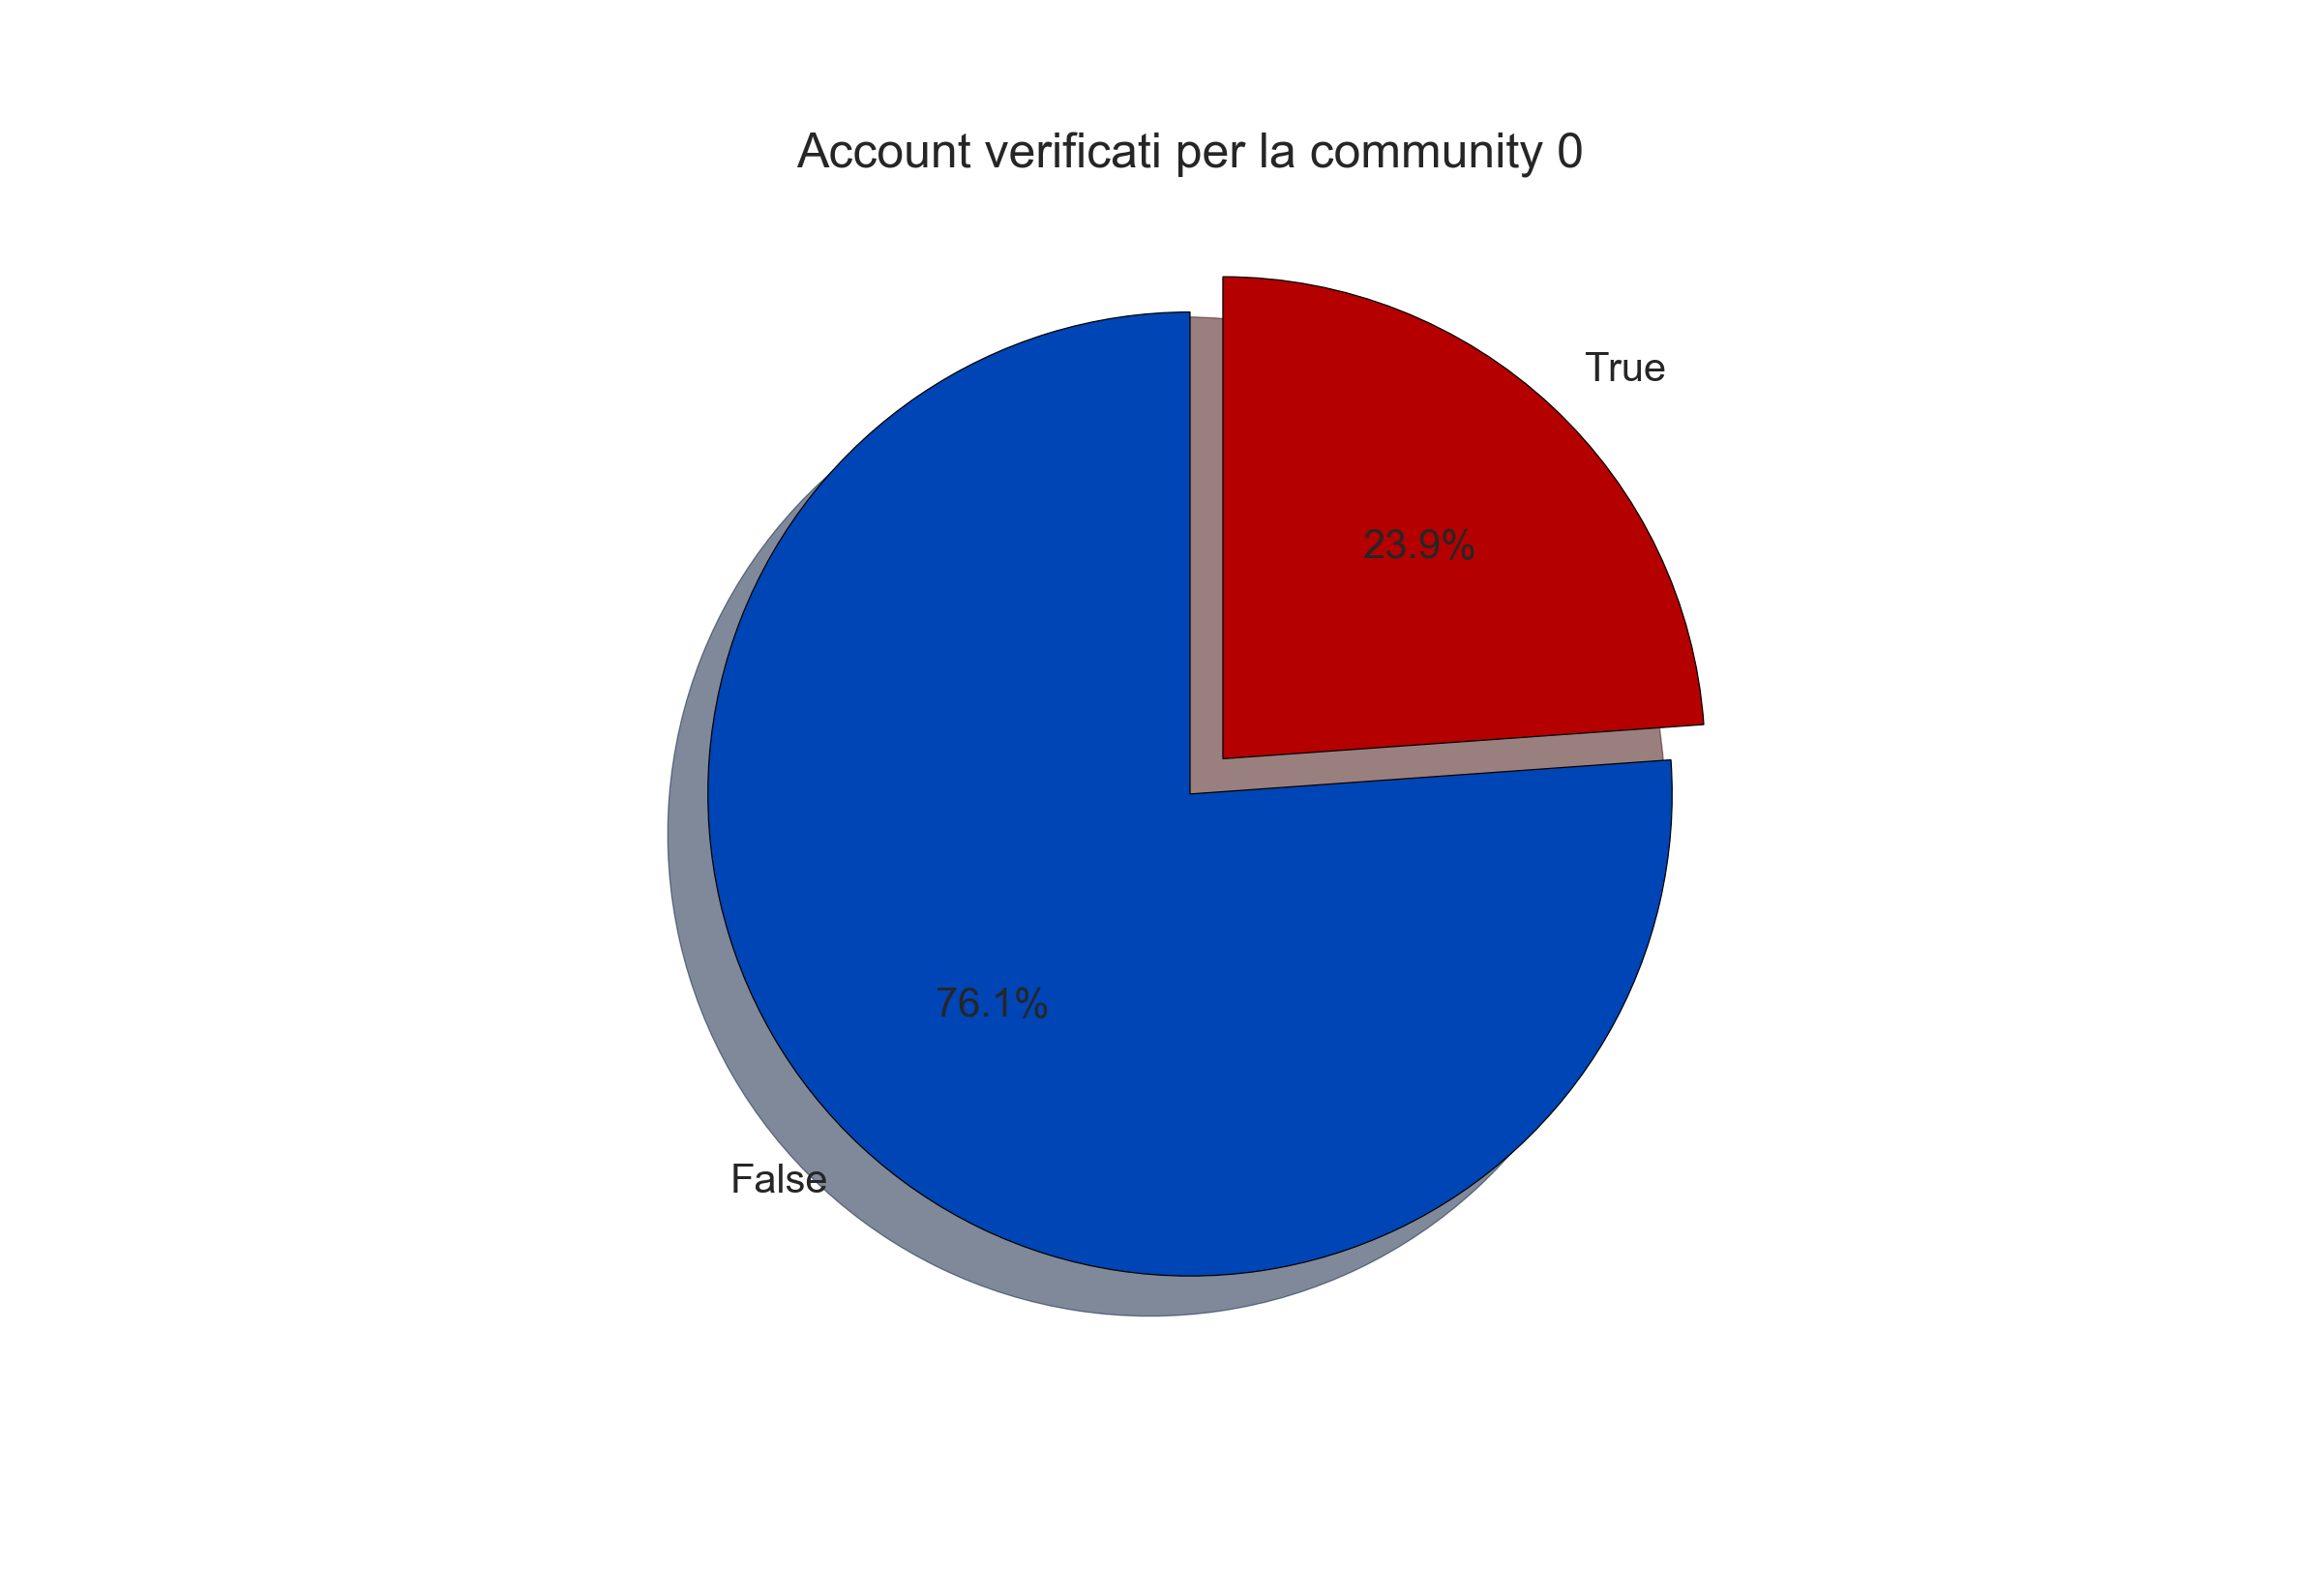 Account verificati per la community 0
True
23.9%
76.1%
False